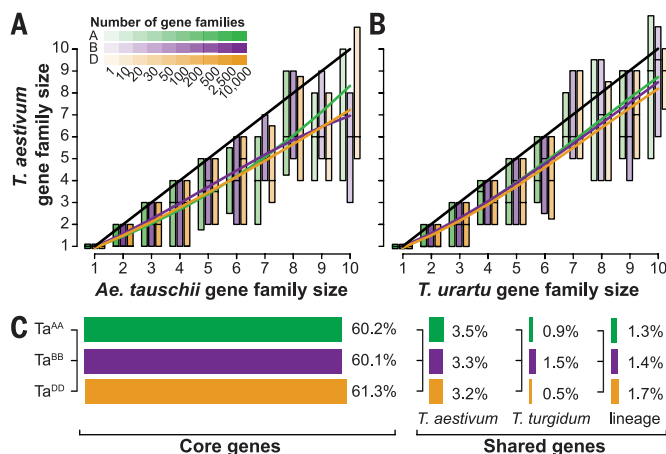 A
Number of gene families
A
B
D
1 10 20 30 50 100 200 500 2,500 10,000
T. aestivum
gene family size
10
9
8
7
6
5
4
3
2
1
1 2 3 4 5 6 7 8 9 10
Ae. tauschii gene family size
B
1 2 3 4 5 6 7 8 9 10
T. urartu gene family size
C
Ta^AA 60.2% 3.5% 0.9% 1.3%
Ta^BB 60.1% 3.3% 1.5% 1.4%
Ta^DD 61.3% 3.2% 0.5% 1.7%
T. aestivum T. turgidum lineage
Core genes Shared genes